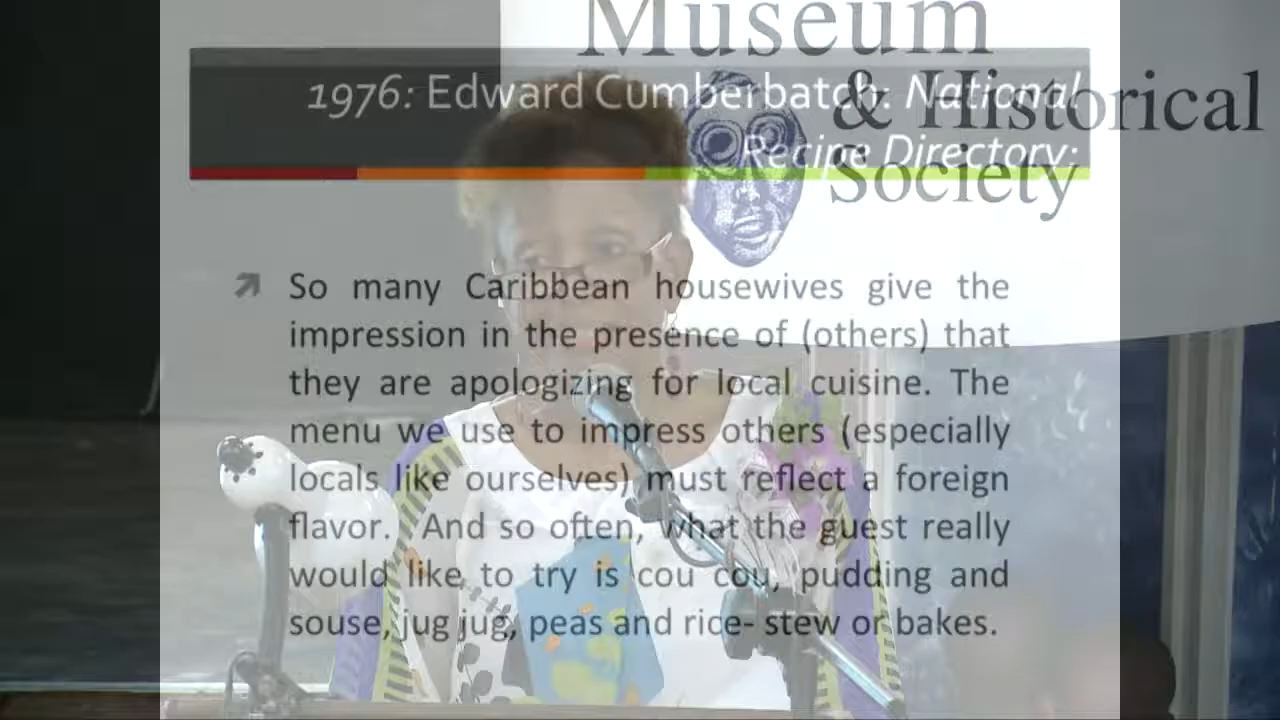 Museum
& Historical
Society
1976: Edward Cumberbatch: National
Recipe Directory:
So many Caribbean housewives give the
impression in the presence of (others) that
they are apologizing for local cuisine. The
menu we use to impress others (especially
locals like ourselves) must reflect a foreign
flavor. And so often, what the guest really
would like to try is cou cou, pudding and
souse, jug jug, peas and rice- stew or bakes.